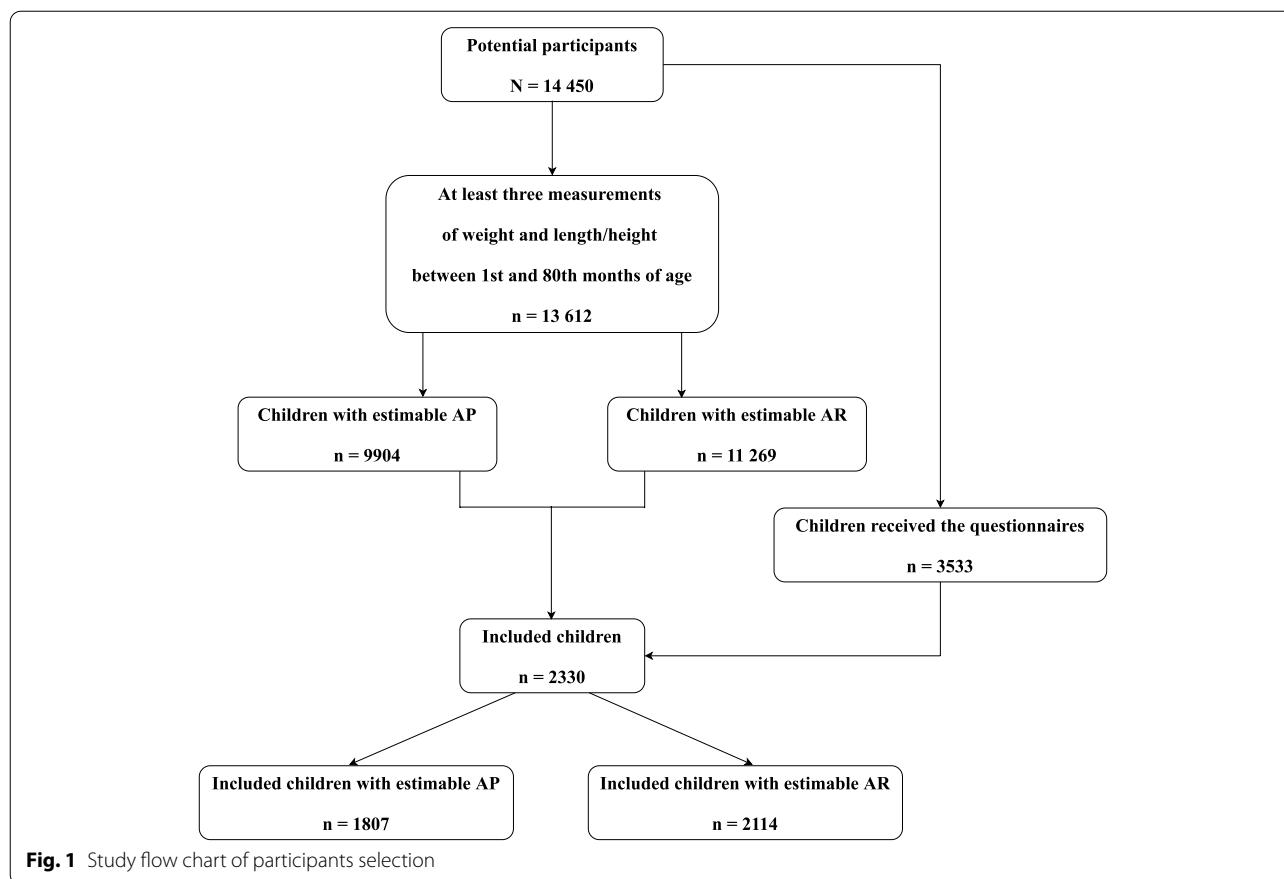 Potential participants
N = 14 450
At least three measurements
of weight and length/height
between 1st and 80th months of age
n = 13 612
Children with estimable AP
n = 9904
Children with estimable AR
n = 11 269
Children received the questionnaires
n = 3533
Included children
n = 2330
Included children with estimable AP
n = 1807
Included children with estimable AR
n = 2114
Fig. 1 Study flow chart of participants selection